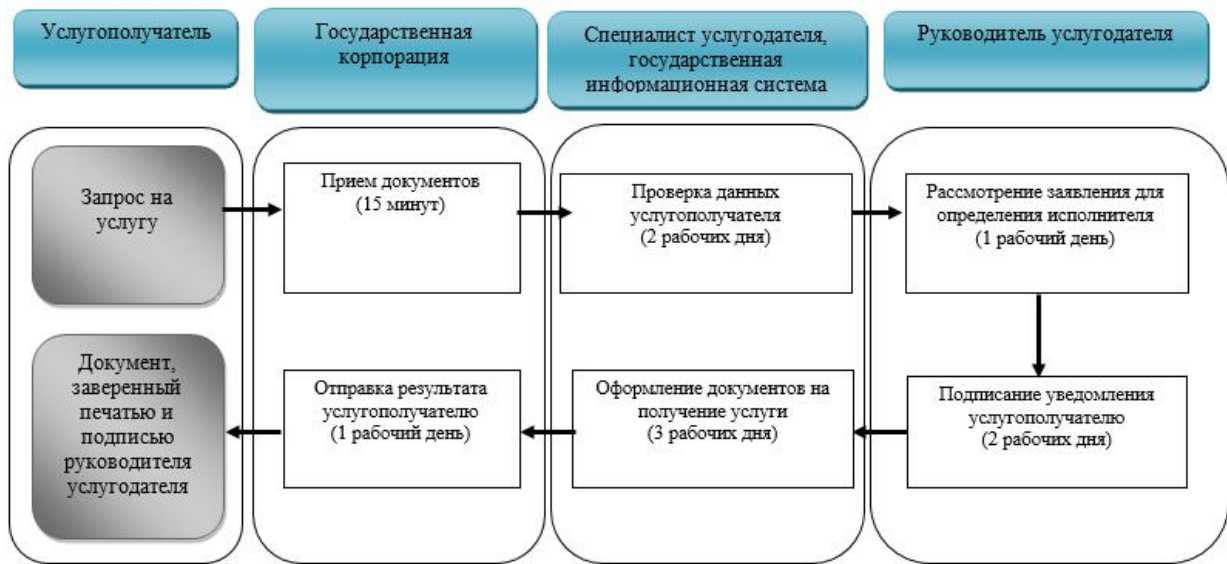 Услугополучатель
Государственная
корпорация
Специалист услугодателя,
государственная
информационная система
Руководитель услугодателя
Запрос на
услугу
Прием документов
(15 минут)
Проверка данных
услугополучателя
(2 рабочих дня)
Рассмотрение заявления для
определения исполнителя
(1 рабочий день)
Документ,
заверенный
печатью и
подписью
руководителя
услугодателя
Отправка результата
услугополучателю
(1 рабочий день)
Оформление документов на
получение услуги
(3 рабочих дня)
Подписание уведомления
услугополучателю
(2 рабочих дня)